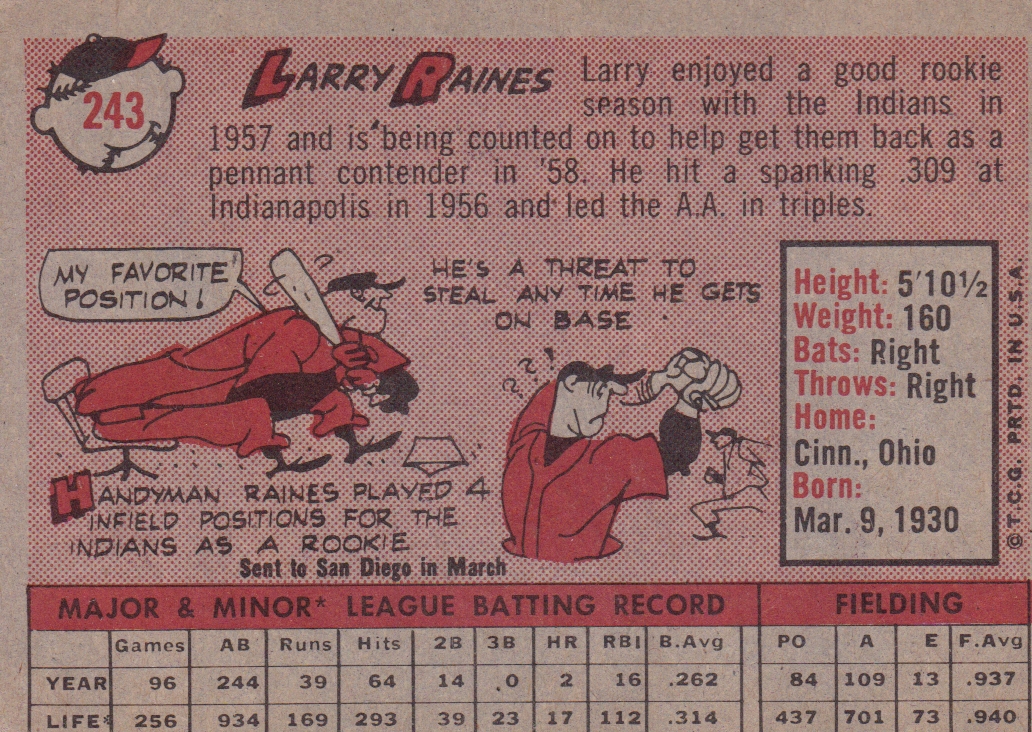 243
LARRY RAINES
Larry enjoyed a good rookie
season with the Indians in
1957 and is being counted on to help get them back as a
pennant contender in '58. He hit a spanking .309 at
Indianapolis in 1956 and led the A.A. in triples.
MY FAVORITE
POSITION!
HE'S A THREAT TO
STEAL ANY TIME HE GETS
ON BASE
? ? !
HANDYMAN RAINES PLAYED 4
INFIELD POSITIONS FOR THE
INDIANS AS A ROOKIE
Sent to San Diego in March
Height: 5'10½
Weight: 160
Bats: Right
Throws: Right
Home:
Cinn., Ohio
Born:
Mar. 9, 1930
©T.C.G. PRTD. IN U.S.A.
MAJOR & MINOR* LEAGUE BATTING RECORD FIELDING
Games AB Runs Hits 2B 3B HR RBI B.Avg PO A E F.Avg
YEAR 96 244 39 64 14 .0 2 16 .262 84 109 13 .937
LIFE* 256 934 169 293 39 23 17 112 .314 437 701 73 .940